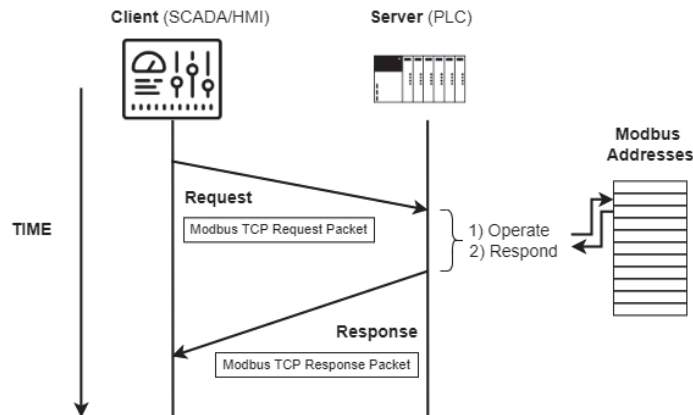 Client (SCADA/HMI)
Server (PLC)
Modbus
Addresses
Request
Modbus TCP Request Packet
TIME
1) Operate
2) Respond
Response
Modbus TCP Response Packet